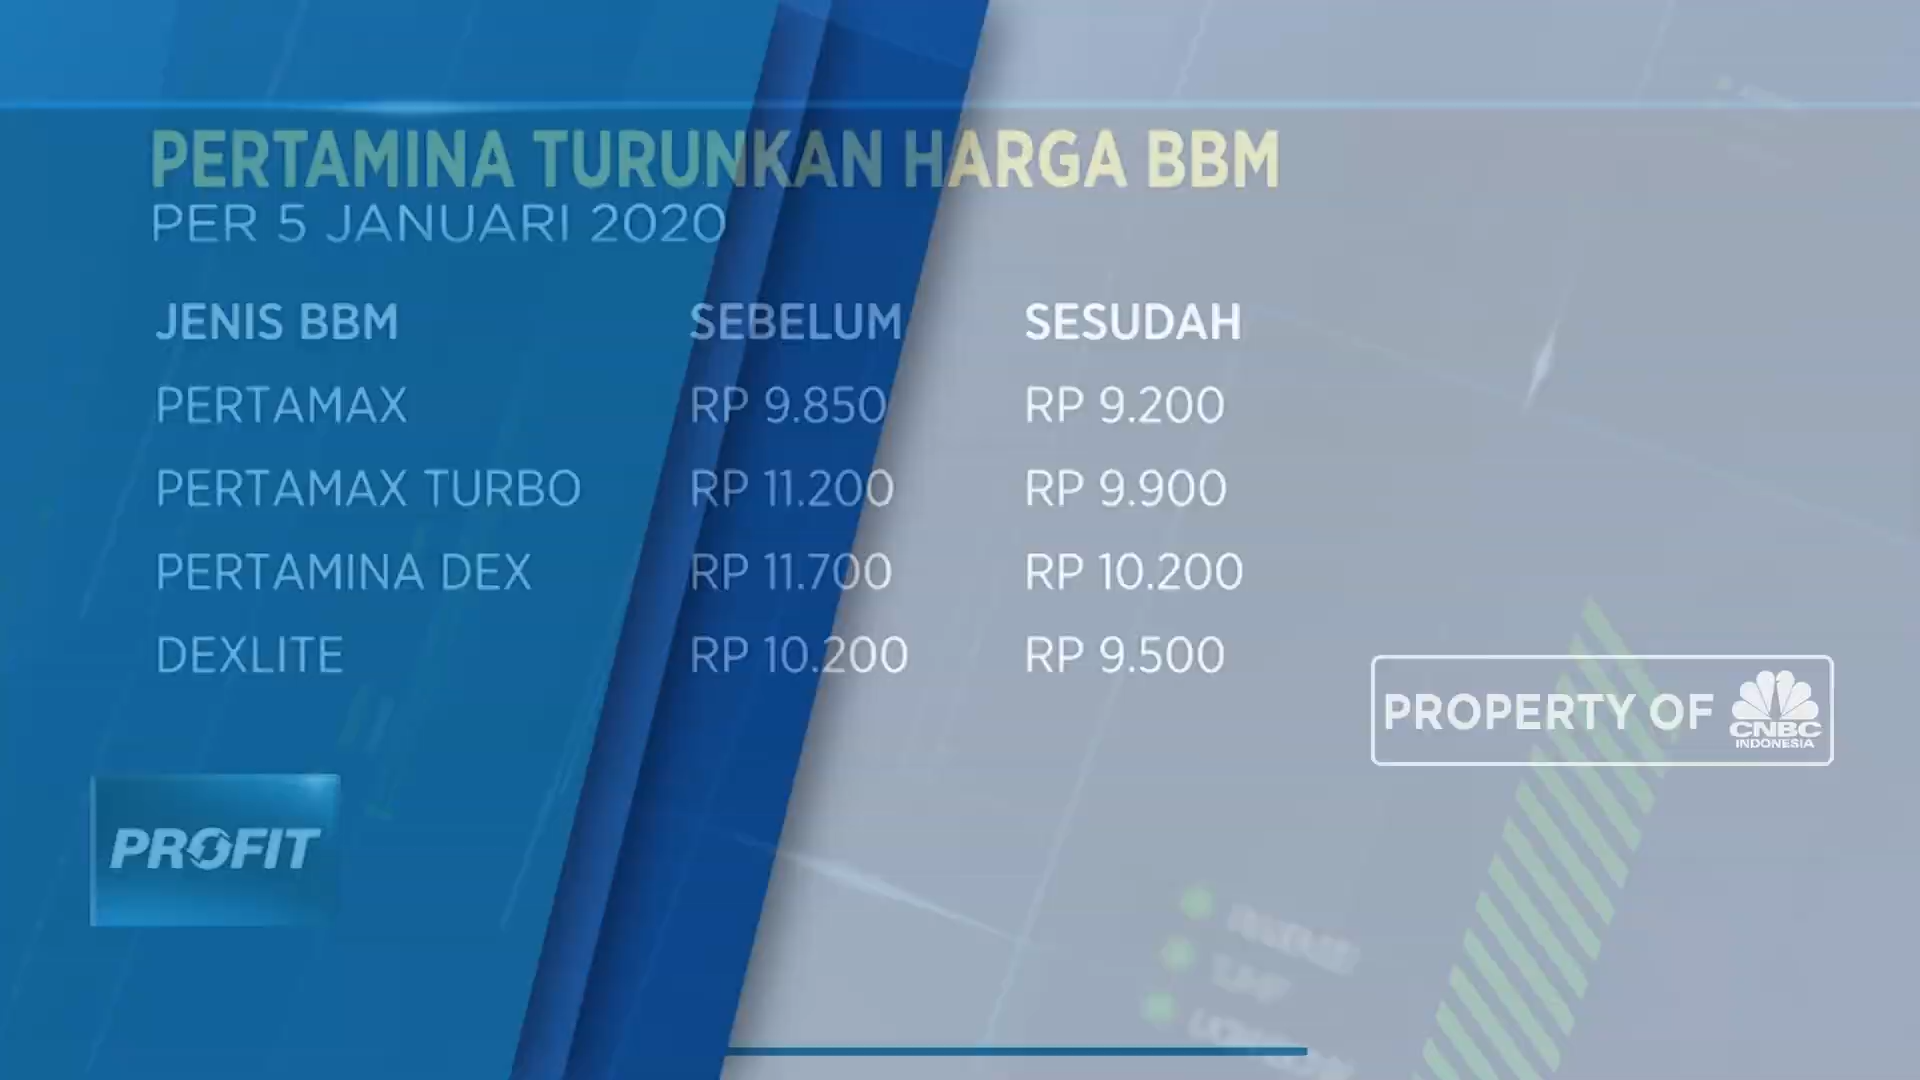 PERTAMINA TURUNKAN HARGA BBM
PER 5 JANUARI 2020
JENIS BBM SEBELUM SESUDAH
PERTAMAX RP 9.850 RP 9.200
PERTAMAX TURBO RP 11.200 RP 9.900
PERTAMINA DEX RP 11.700 RP 10.200
DEXLITE RP 10.200 RP 9.500
PROPERTY OF CNBC INDONESIA
PROFIT